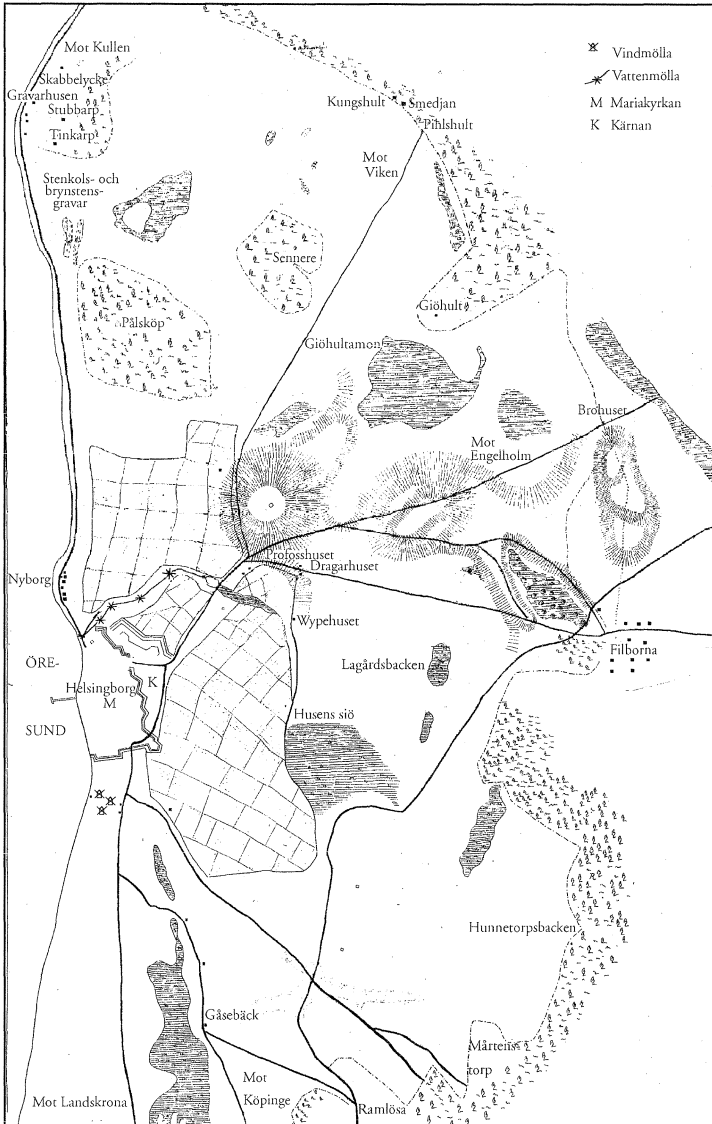 Mot Kullen
Vindmölla
Skabbelycke
Vattenmölla
Gravarhusen
Kungshult
Smedjan
M Mariakyrkan
Stubbarp
Pihlshult
K Kärnan
Tinkarp
Mot
Viken
Stenkols- och
brynstens-
gravar
Sennere
Giöhult
Pålsköp
Giöhultamon
Brohuset
Mot
Engelholm
Profosshuset
Dragarhuset
Nyborg
Wypehuset
ÖRE-
SUND
Lagårdsbacken
Filborna
K
Helsingborg
M
Husens siö
Hunnetorpsbacken
Gåsebäck
Mårtens
torp
Mot
Köpinge
Mot Landskrona
Ramlösa